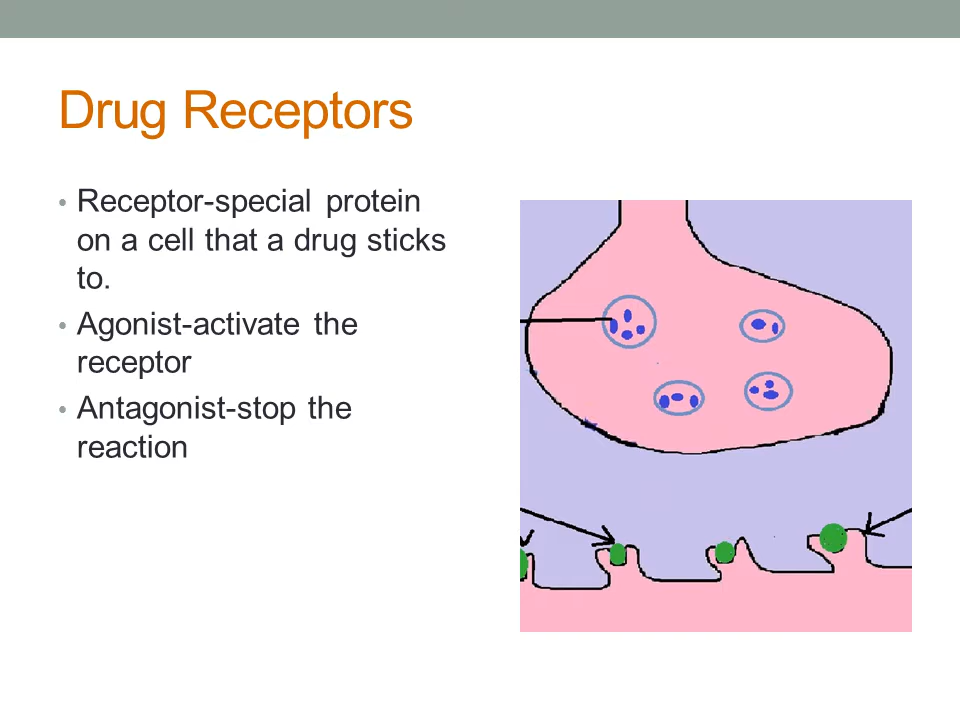 Drug Receptors
• Receptor-special protein
on a cell that a drug sticks
to.
• Agonist-activate the
receptor
• Antagonist-stop the
reaction